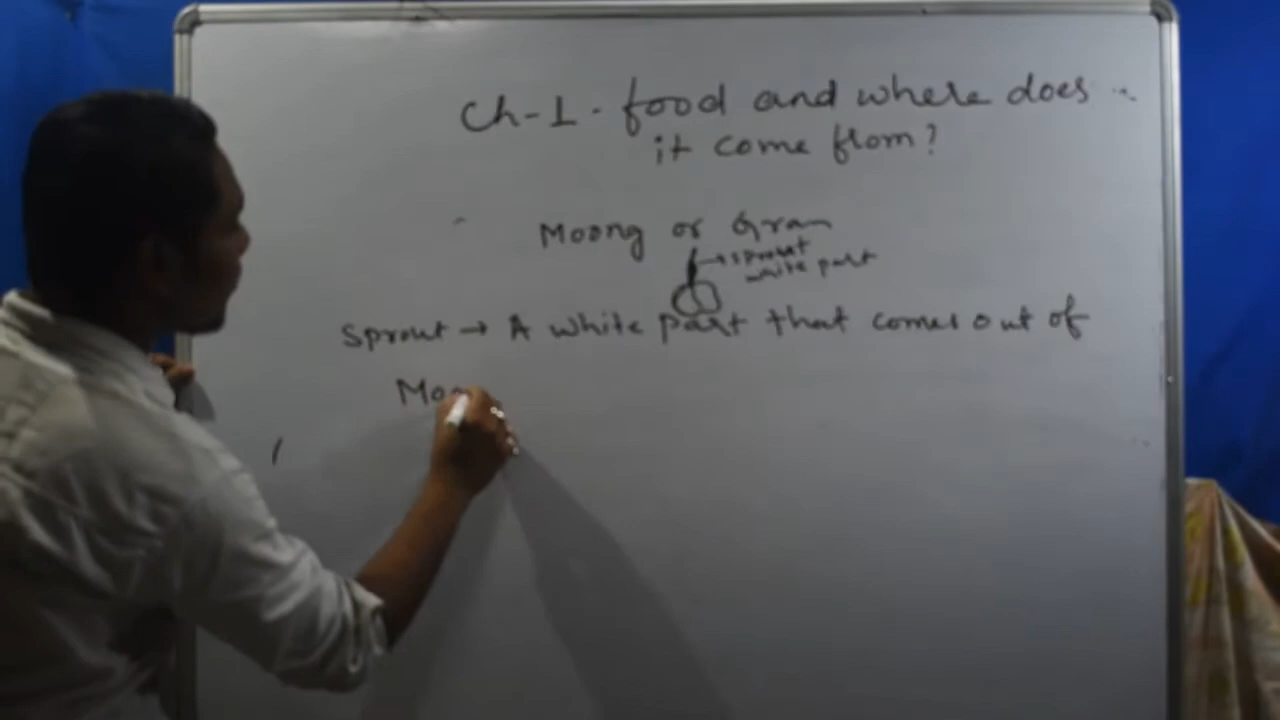 Ch-1. food and where does
it come from?
Moong or Gram
→ sprout
white part
Sprout → A white part that comes out of
Moon